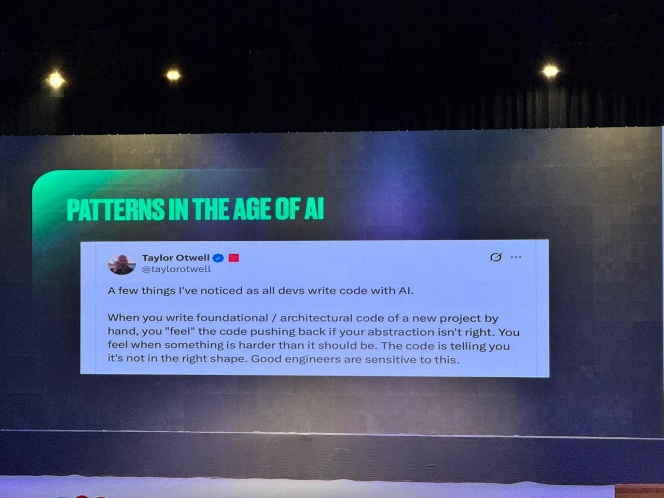 PATTERNS IN THE AGE OF AI
Taylor Otwell
@taylorotwell
A few things I've noticed as all devs write code with AI.
When you write foundational / architectural code of a new project by
hand, you "feel" the code pushing back if your abstraction isn't right. You
feel when something is harder than it should be. The code is telling you
it's not in the right shape. Good engineers are sensitive to this.